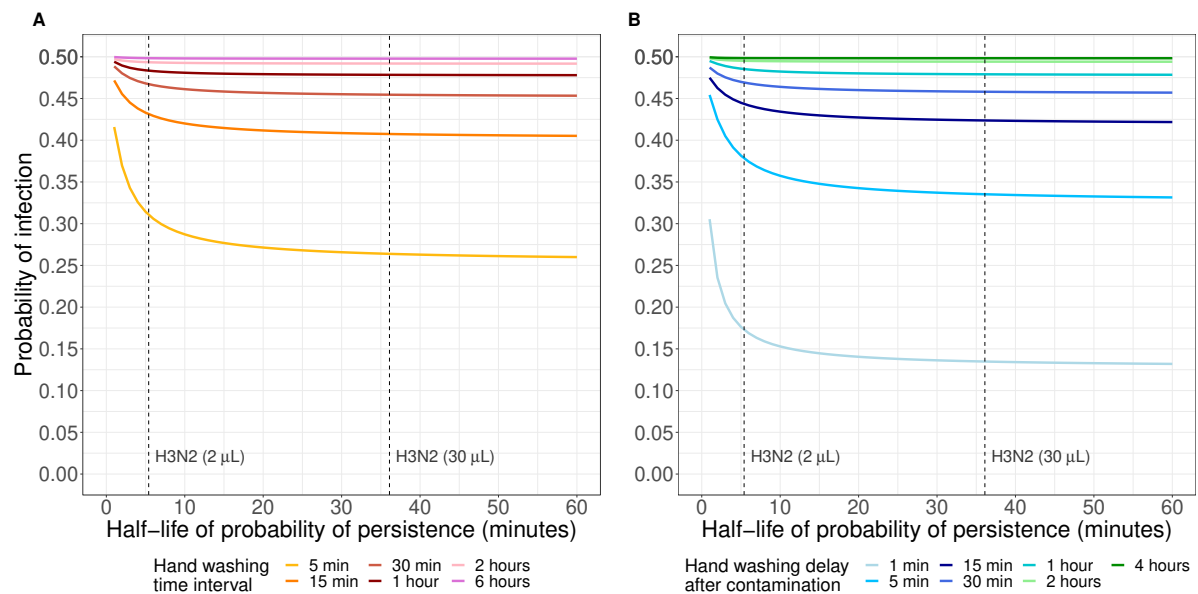 A
Probability of infection
0.50
0.45
0.40
0.35
0.30
0.25
0.20
0.15
0.10
0.05
0.00
H3N2 (2 μL)
H3N2 (30 μL)
0 10 20 30 40 50 60
Half−life of probability of persistence (minutes)
Hand washing
time interval
5 min
15 min
30 min
1 hour
2 hours
6 hours
B
0.50
0.45
0.40
0.35
0.30
0.25
0.20
0.15
0.10
0.05
0.00
H3N2 (2 μL)
H3N2 (30 μL)
0 10 20 30 40 50 60
Half−life of probability of persistence (minutes)
Hand washing delay
after contamination
1 min
5 min
15 min
30 min
1 hour
2 hours
4 hours